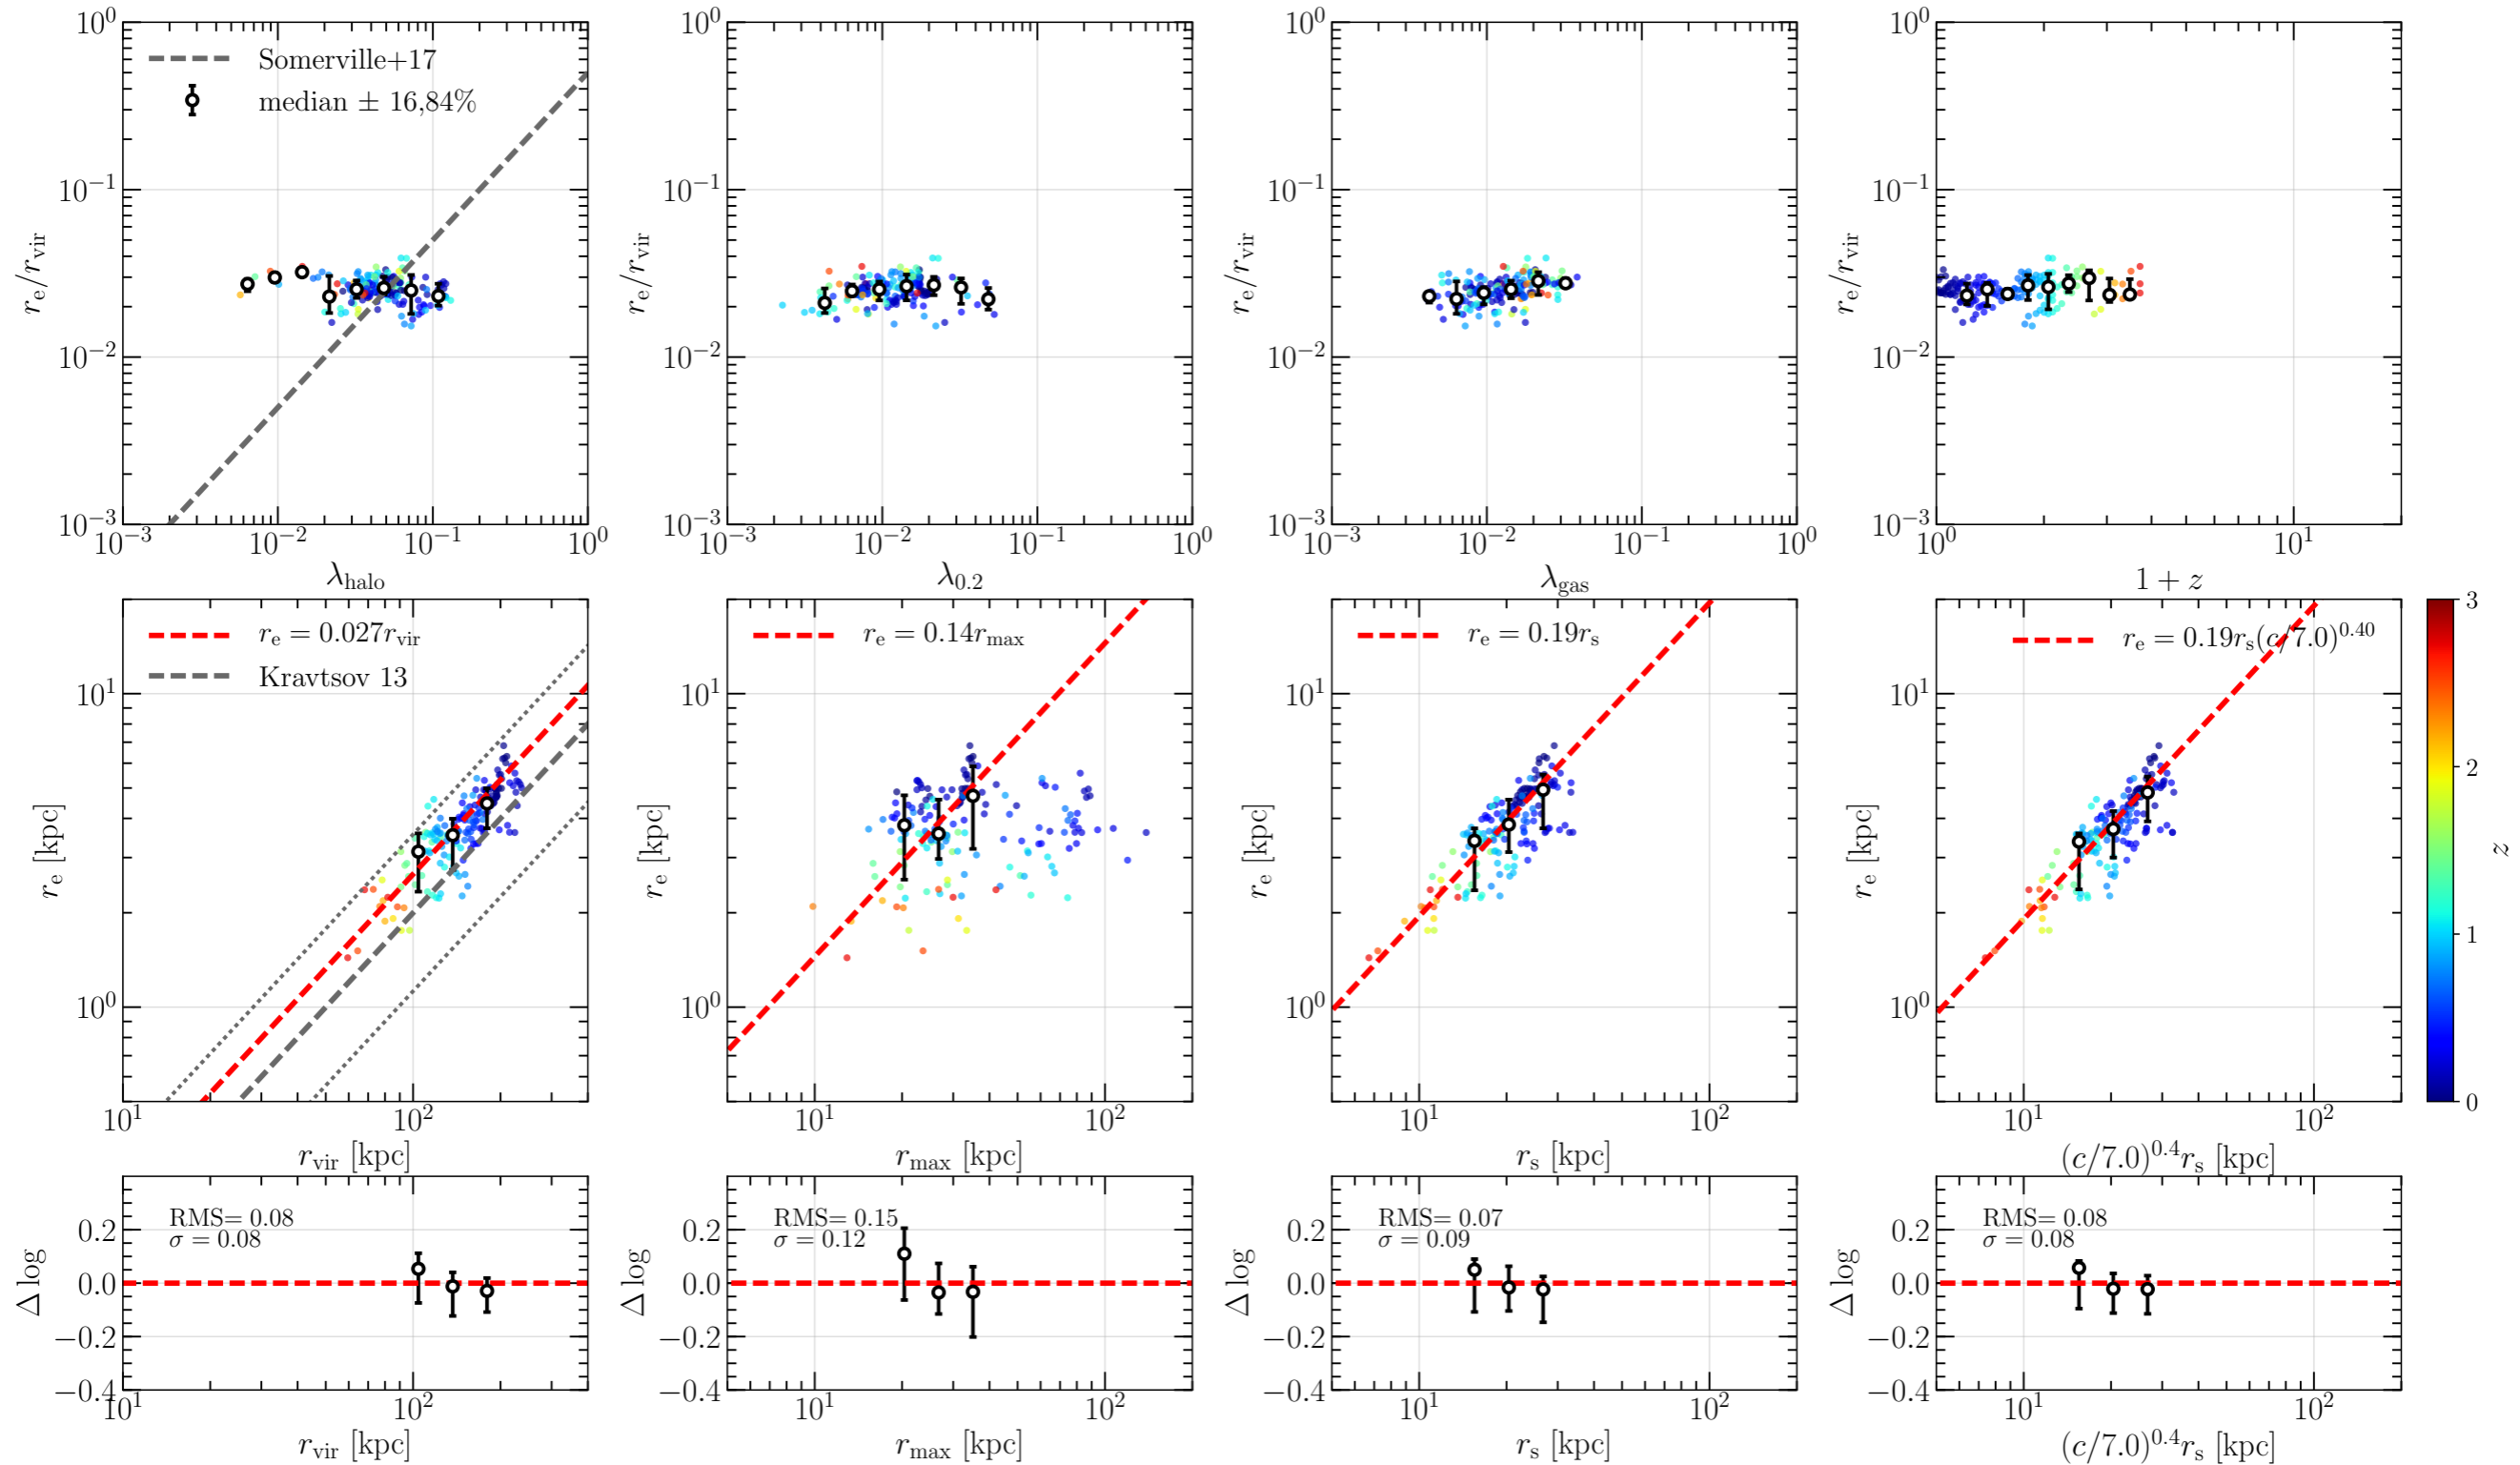 10^0 10^-1 10^-2 10^-3
r_e/r_vir
Somerville+17
median ± 16,84%
10^-3 10^-2 10^-1 10^0
λ_halo
10^0 10^-1 10^-2 10^-3
r_e/r_vir
10^-3 10^-2 10^-1 10^0
λ_0.2
10^0 10^-1 10^-2 10^-3
r_e/r_vir
10^-3 10^-2 10^-1 10^0
λ_gas
10^0 10^-1 10^-2 10^-3
r_e/r_vir
10^0 10^1
1 + z
10^1 10^0
r_e [kpc]
r_e = 0.027r_vir
Kravtsov 13
10^1 10^2
r_vir [kpc]
10^1 10^0
r_e [kpc]
r_e = 0.14r_max
10^1 10^2
r_max [kpc]
10^1 10^0
r_e [kpc]
r_e = 0.19r_s
10^1 10^2
r_s [kpc]
10^1 10^0
r_e [kpc]
r_e = 0.19r_s(c/7.0)^0.40
10^1 10^2
(c/7.0)^0.4 r_s [kpc]
3 2 1 0
z
0.2 0.0 −0.2 −0.4
Δ log
RMS= 0.08
σ = 0.08
10^1 10^2
r_vir [kpc]
0.2 0.0 −0.2 −0.4
Δ log
RMS= 0.15
σ = 0.12
10^1 10^2
r_max [kpc]
0.2 0.0 −0.2 −0.4
Δ log
RMS= 0.07
σ = 0.09
10^1 10^2
r_s [kpc]
0.2 0.0 −0.2 −0.4
Δ log
RMS= 0.08
σ = 0.08
10^1 10^2
(c/7.0)^0.4 r_s [kpc]